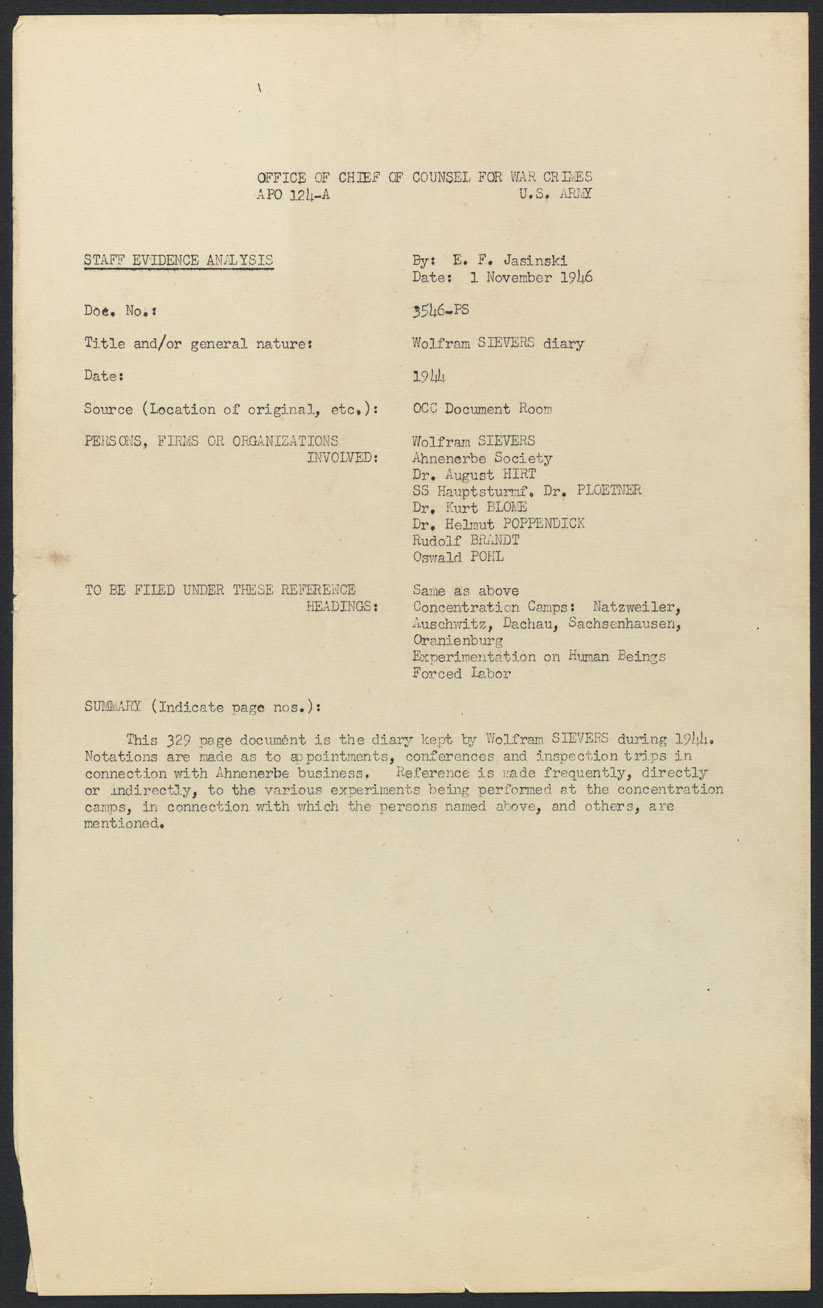 OFFICE OF CHIEF OF COUNSEL FOR WAR CRIMES
APO 124-A U.S. ARMY
STAFF EVIDENCE ANALYSIS By: E. F. Jasinski
Date: 1 November 1946
Doc. No.: 3546-PS
Title and/or general nature: Wolfram SIEVERS diary
Date: 1944
Source (Location of original, etc.): OCC Document Room
PERSONS, FIRMS OR ORGANIZATIONS Wolfram SIEVERS
INVOLVED: Ahnenerbe Society
Dr. August HIRT
SS Hauptsturmf. Dr. PLOETNER
Dr. Kurt BLOME
Dr. Helmut POPPENDICK
Rudolf BRANDT
Oswald POHL
TO BE FILED UNDER THESE REFERENCE Same as above
HEADINGS: Concentration Camps: Natzweiler,
Auschwitz, Dachau, Sachsenhausen,
Oranienburg
Experimentation on Human Beings
Forced Labor
SUMMARY (Indicate page nos.):
This 329 page document is the diary kept by Wolfram SIEVERS during 1944.
Notations are made as to appointments, conferences and inspection trips in
connection with Ahnenerbe business. Reference is made frequently, directly
or indirectly, to the various experiments being performed at the concentration
camps, in connection with which the persons named above, and others, are
mentioned.